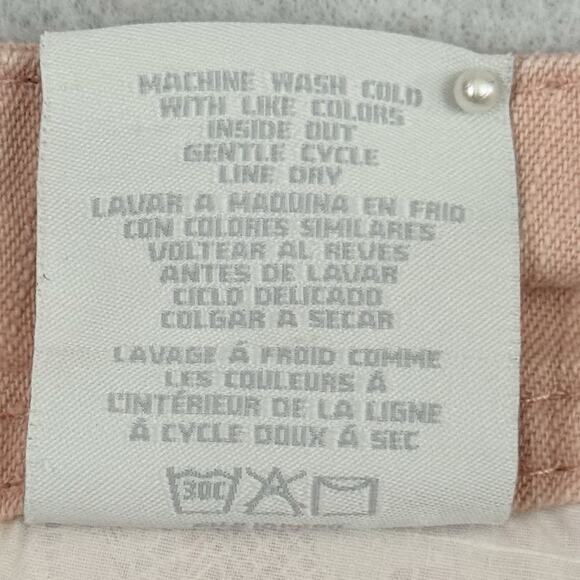 MACHINE WASH COLD
WITH LIKE COLORS
INSIDE OUT
GENTLE CYCLE
LINE DRY
LAVAR A MAQUINA EN FRIO
CON COLORES SIMILARES
VOLTEAR AL REVES
ANTES DE LAVAR
CICLO DELICADO
COLGAR A SECAR
LAVAGE Á FROID COMME
LES COULEURS Á
L'INTÉRIEUR DE LA LIGNE
Á CYCLE DOUX Á SEC
30C